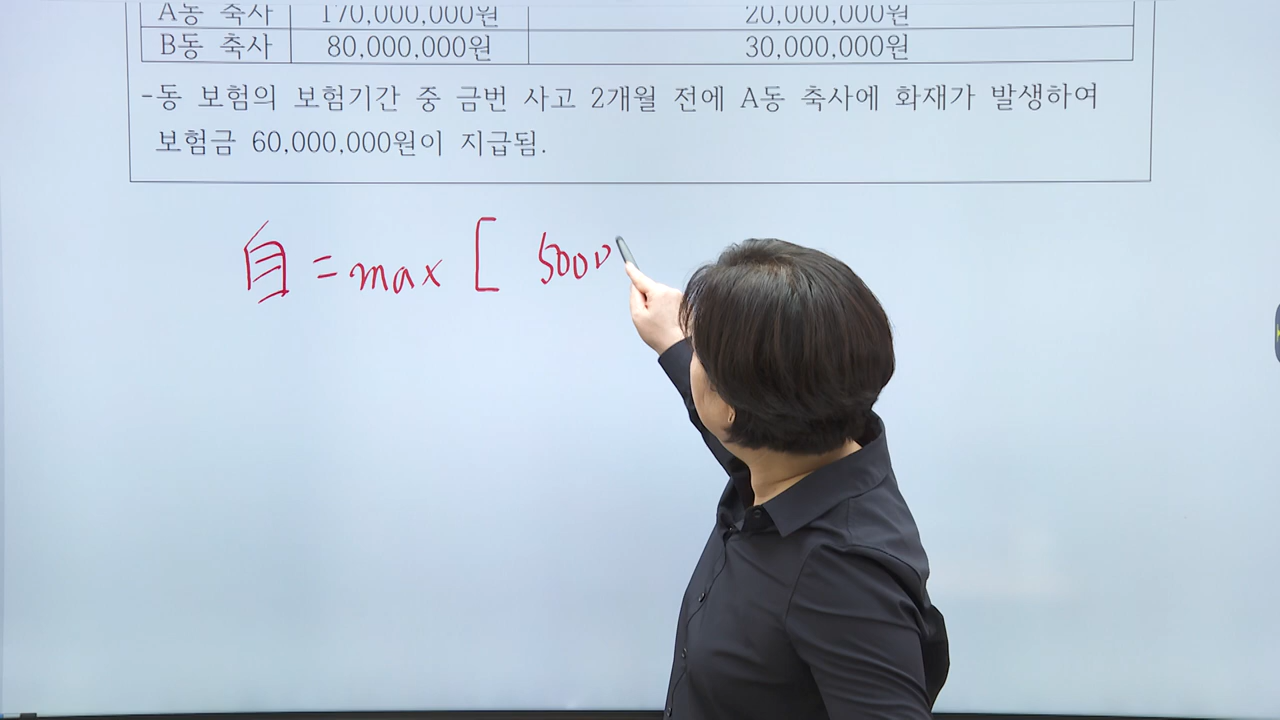 A동 축사 170,000,000원 20,000,000원
B동 축사 80,000,000원 30,000,000원
-동 보험의 보험기간 중 금번 사고 2개월 전에 A동 축사에 화재가 발생하여
보험금 60,000,000원이 지급됨.
自 = max [ 5000